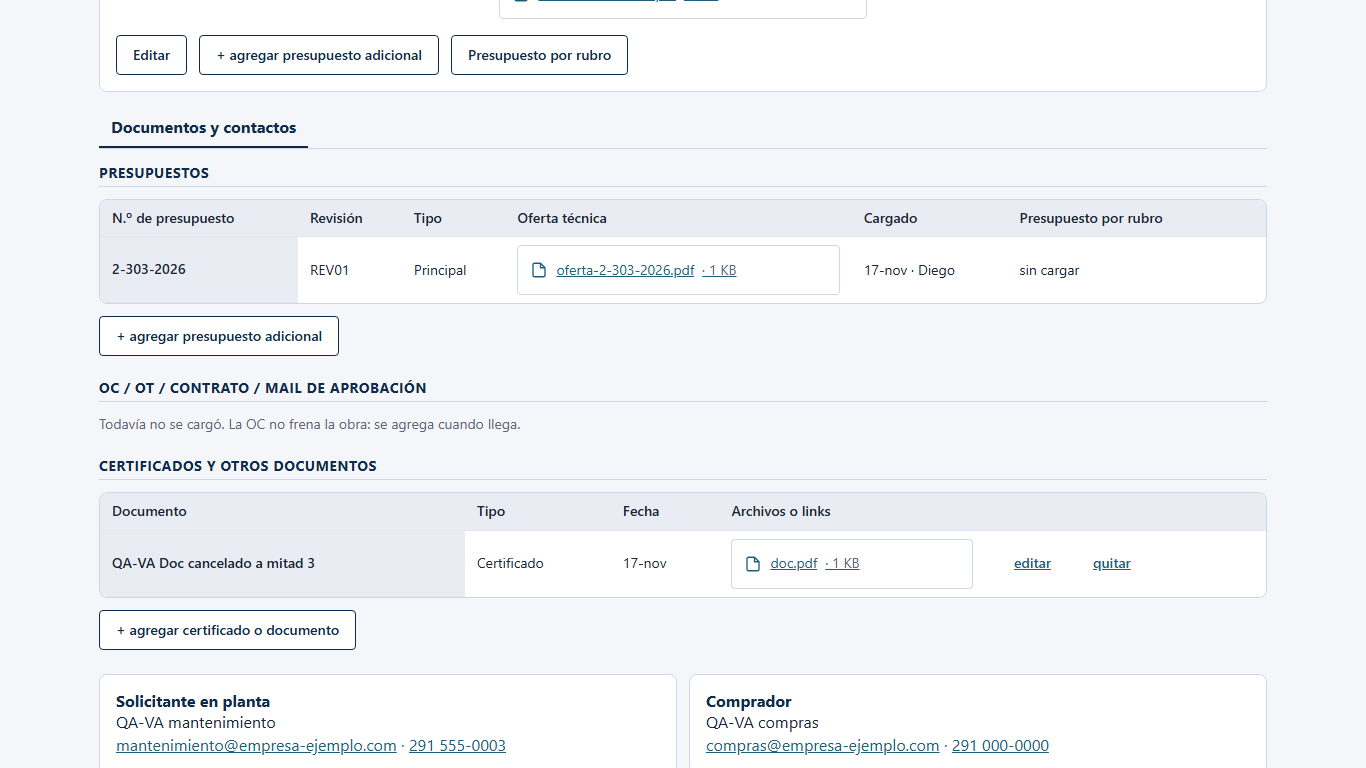 Editar
+ agregar presupuesto adicional
Presupuesto por rubro
Documentos y contactos
PRESUPUESTOS
N.º de presupuesto Revisión Tipo Oferta técnica Cargado Presupuesto por rubro
2-303-2026 REV01 Principal oferta-2-303-2026.pdf · 1 KB 17-nov · Diego sin cargar
+ agregar presupuesto adicional
OC / OT / CONTRATO / MAIL DE APROBACIÓN
Todavía no se cargó. La OC no frena la obra: se agrega cuando llega.
CERTIFICADOS Y OTROS DOCUMENTOS
Documento Tipo Fecha Archivos o links
QA-VA Doc cancelado a mitad 3 Certificado 17-nov doc.pdf · 1 KB editar quitar
+ agregar certificado o documento
Solicitante en planta
QA-VA mantenimiento
mantenimiento@empresa-ejemplo.com · 291 555-0003
Comprador
QA-VA compras
compras@empresa-ejemplo.com · 291 000-0000